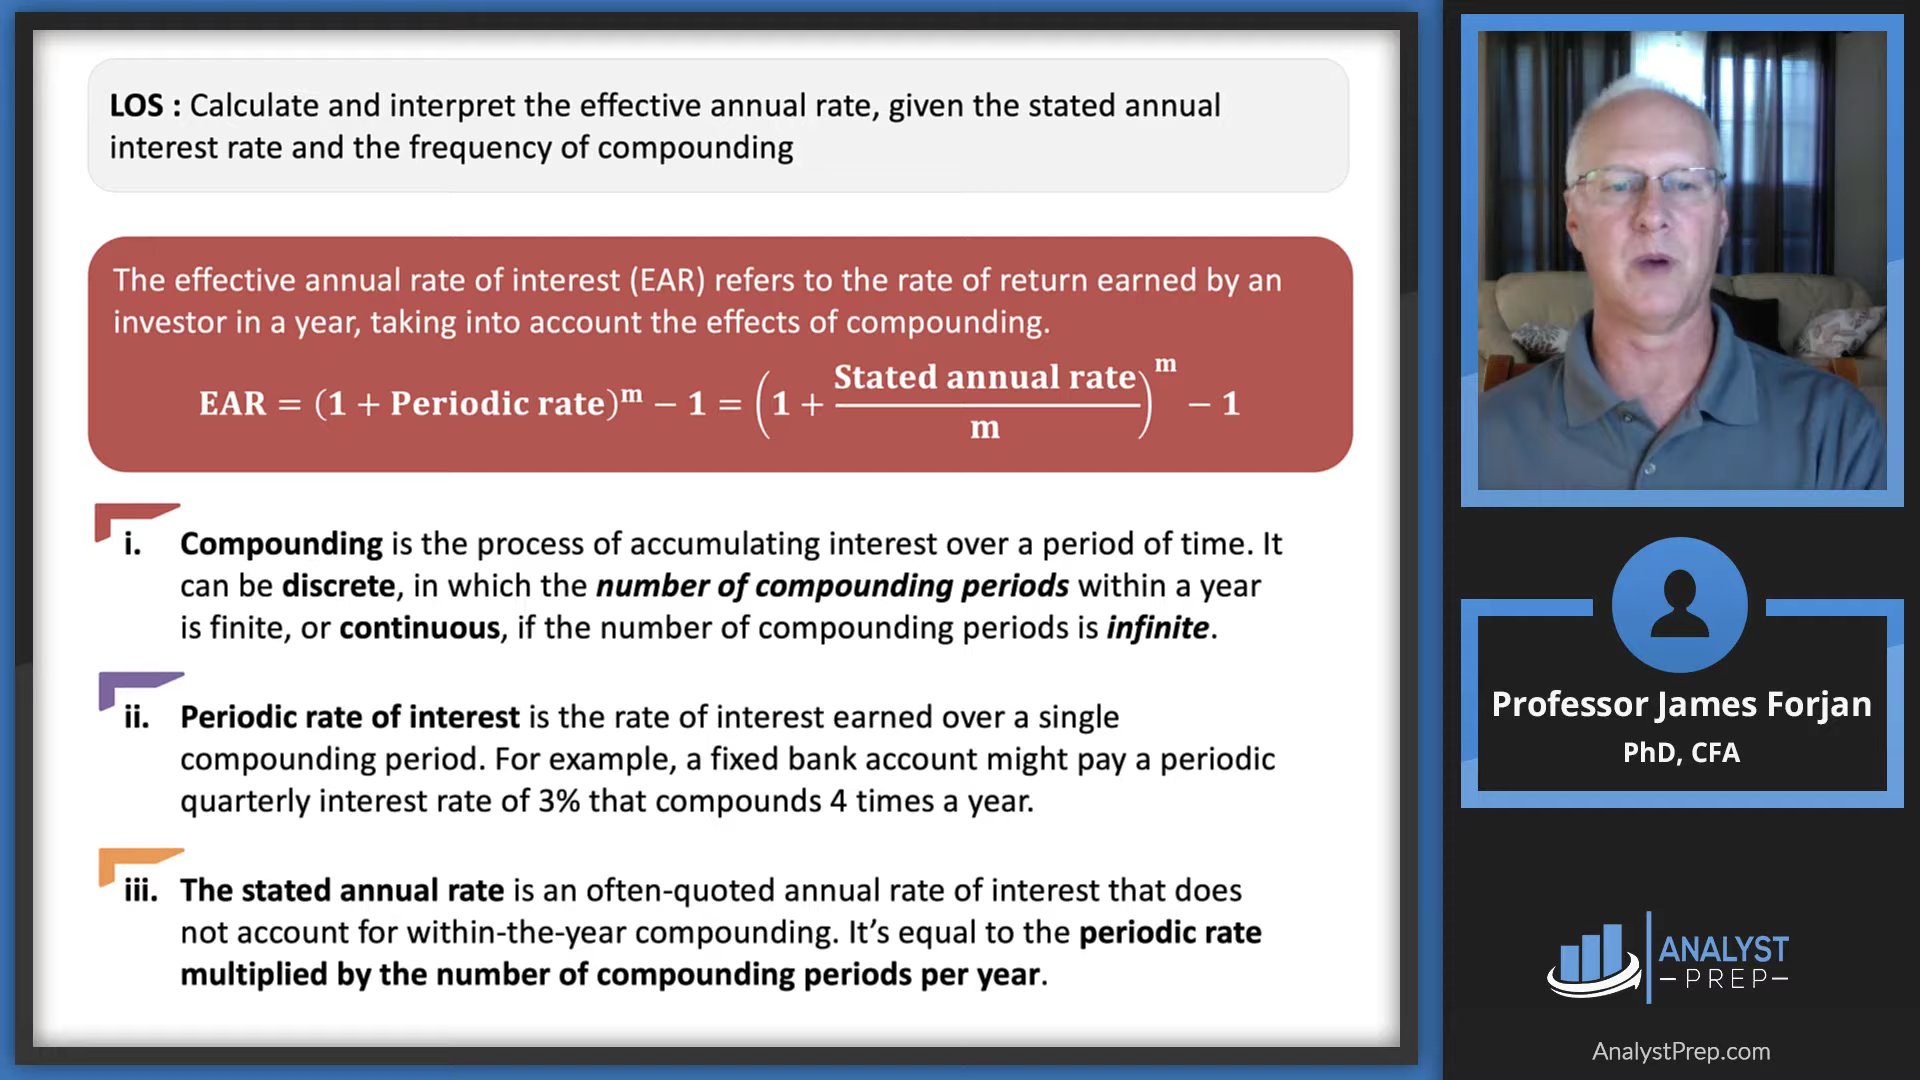 LOS : Calculate and interpret the effective annual rate, given the stated annual
interest rate and the frequency of compounding
The effective annual rate of interest (EAR) refers to the rate of return earned by an
investor in a year, taking into account the effects of compounding.
EAR = (1 + Periodic rate)^m − 1 = (1 + Stated annual rate / m)^m − 1
i. Compounding is the process of accumulating interest over a period of time. It
can be discrete, in which the number of compounding periods within a year
is finite, or continuous, if the number of compounding periods is infinite.
ii. Periodic rate of interest is the rate of interest earned over a single
compounding period. For example, a fixed bank account might pay a periodic
quarterly interest rate of 3% that compounds 4 times a year.
iii. The stated annual rate is an often-quoted annual rate of interest that does
not account for within-the-year compounding. It’s equal to the periodic rate
multiplied by the number of compounding periods per year.
Professor James Forjan
PhD, CFA
ANALYST
PREP
AnalystPrep.com